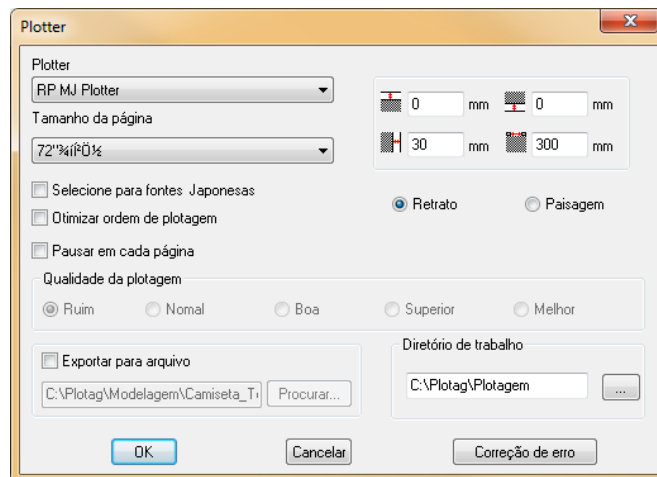 Plotter
Plotter
RP MJ Plotter
Tamanho da página
72"¾íí²Ö½
0 mm 0 mm
30 mm 300 mm
Selecione para fontes Japonesas
Otimizar ordem de plotagem
Retrato Paisagem
Pausar em cada página
Qualidade da plotagem
Ruim Nomal Boa Superior Melhor
Exportar para arquivo
Diretório de trabalho
C:\Plotag\Modelagem\Camiseta_T Procurar...
C:\Plotag\Plotagem ...
OK Cancelar Correção de erro